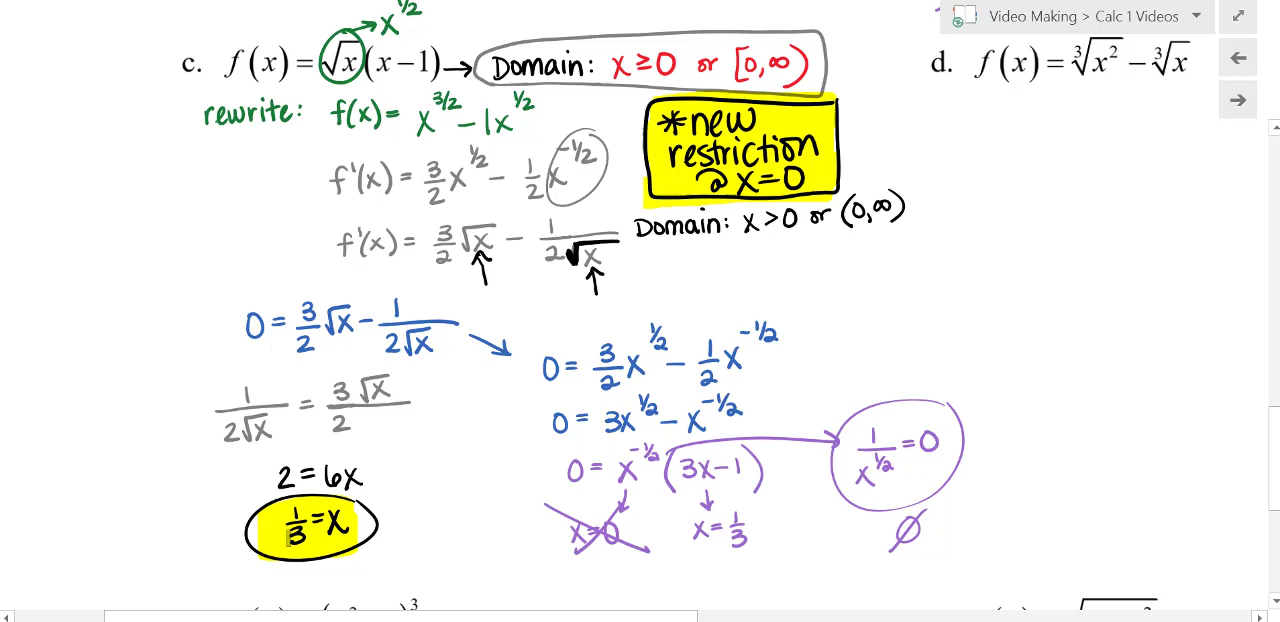 Video Making > Calc 1 Videos
x^1/2
c. f(x) = √x(x−1) → Domain: x ≥ 0 or [0,∞)
d. f(x) = ∛x² − ∛x
rewrite: f(x) = x^3/2 − 1x^1/2
*new
restriction
@ x=0
f'(x) = 3/2 x^1/2 − 1/2 x^−1/2
Domain: x > 0 or (0,∞)
f'(x) = 3/2 √x − 1/(2√x)
0 = 3/2 √x − 1/(2√x)
0 = 3/2 x^1/2 − 1/2 x^−1/2
1/(2√x) = 3√x/2
0 = 3x^1/2 − x^−1/2
0 = x^−1/2 (3x−1)
1/x^1/2 = 0
2 = 6x
1/3 = x
x=0
x = 1/3
∅